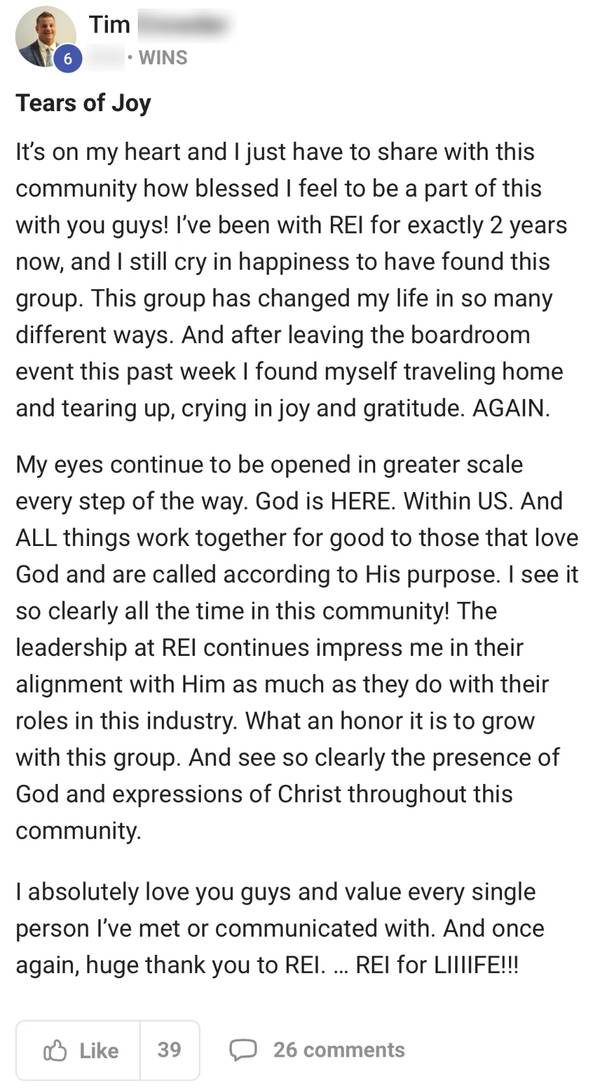 Tim
6
• WINS
Tears of Joy
It’s on my heart and I just have to share with this
community how blessed I feel to be a part of this
with you guys! I’ve been with REI for exactly 2 years
now, and I still cry in happiness to have found this
group. This group has changed my life in so many
different ways. And after leaving the boardroom
event this past week I found myself traveling home
and tearing up, crying in joy and gratitude. AGAIN.
My eyes continue to be opened in greater scale
every step of the way. God is HERE. Within US. And
ALL things work together for good to those that love
God and are called according to His purpose. I see it
so clearly all the time in this community! The
leadership at REI continues impress me in their
alignment with Him as much as they do with their
roles in this industry. What an honor it is to grow
with this group. And see so clearly the presence of
God and expressions of Christ throughout this
community.
I absolutely love you guys and value every single
person I’ve met or communicated with. And once
again, huge thank you to REI. ... REI for LIIIIFE!!!
Like 39 26 comments